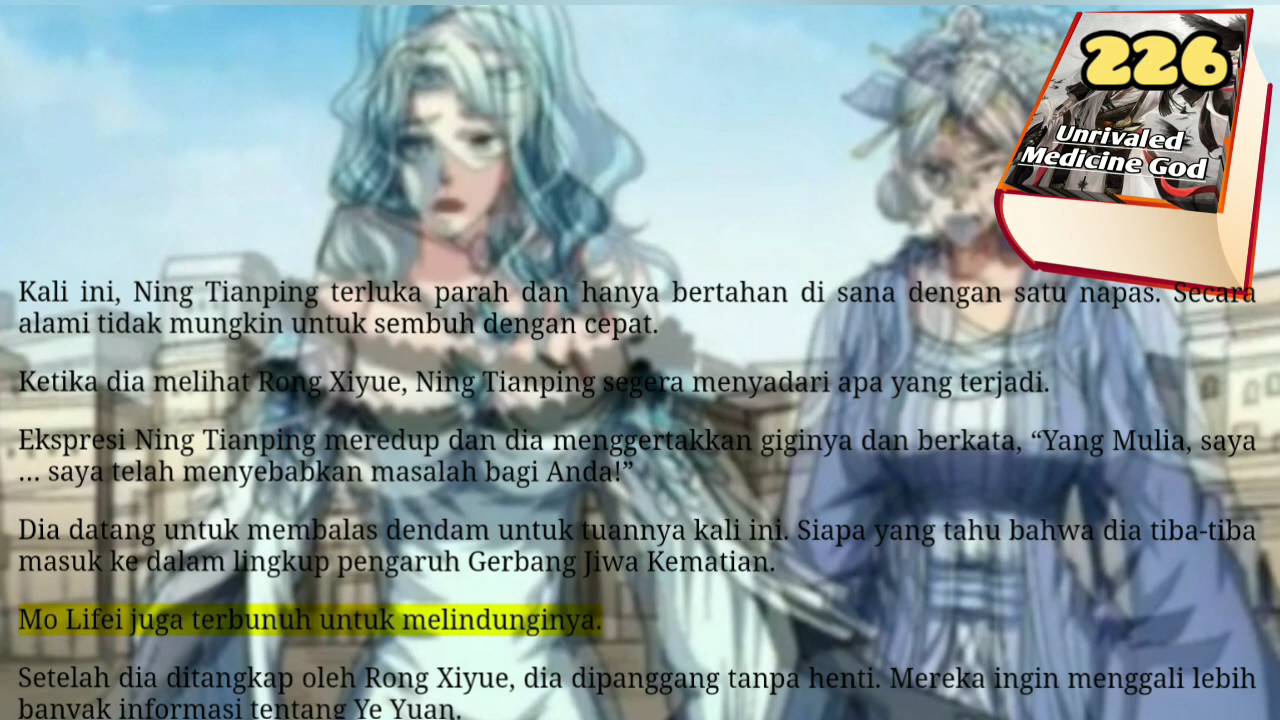 226
Unrivaled
Medicine God
Kali ini, Ning Tianping terluka parah dan hanya bertahan di sana dengan satu napas. Secara
alami tidak mungkin untuk sembuh dengan cepat.
Ketika dia melihat Rong Xiyue, Ning Tianping segera menyadari apa yang terjadi.
Ekspresi Ning Tianping meredup dan dia menggertakkan giginya dan berkata, “Yang Mulia, saya
... saya telah menyebabkan masalah bagi Anda!”
Dia datang untuk membalas dendam untuk tuannya kali ini. Siapa yang tahu bahwa dia tiba-tiba
masuk ke dalam lingkup pengaruh Gerbang Jiwa Kematian.
Mo Lifei juga terbunuh untuk melindunginya.
Setelah dia ditangkap oleh Rong Xiyue, dia dipanggang tanpa henti. Mereka ingin menggali lebih
banyak informasi tentang Ye Yuan.